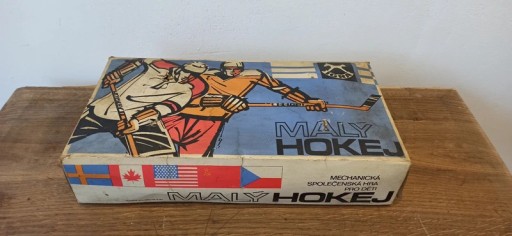 MALÝ
HOKEJ
MECHANICKÁ
SPOLEČENSKÁ HRA
PRO DĚTI
MALÝ HOKEJ